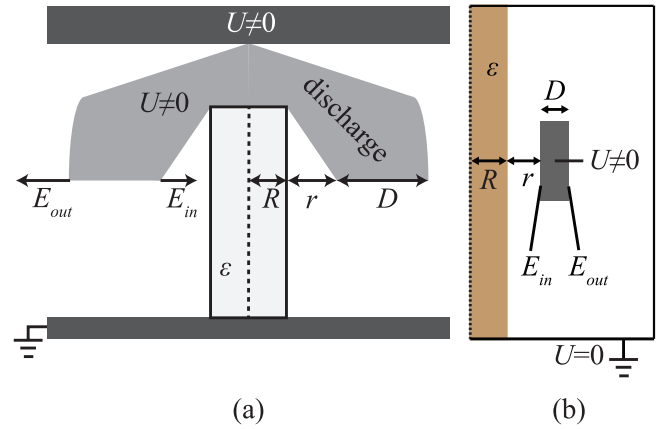 U≠0
U≠0
discharge
E_out
E_in
R
r
D
ε
(a)
ε
D
U≠0
R
r
E_in
E_out
U=0
(b)